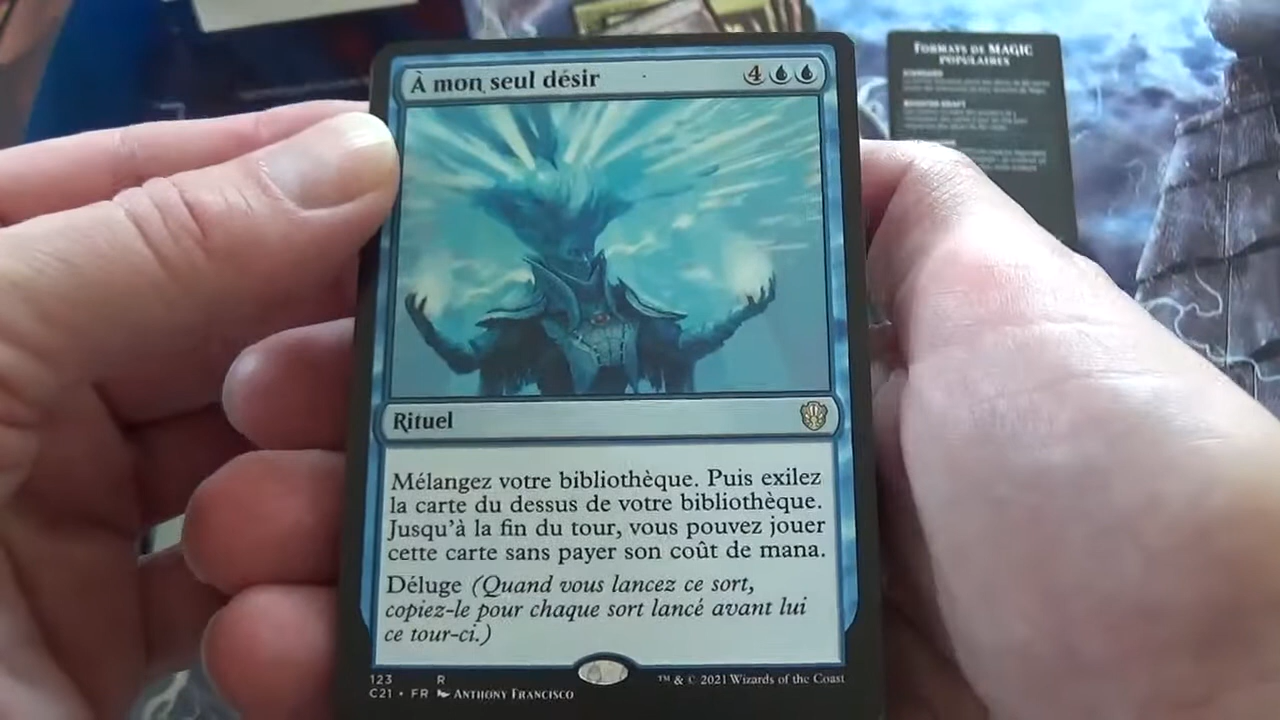 À mon seul désir
4
FORMATS DE MAGIC
POPULAIRES
Rituel
Mélangez votre bibliothèque. Puis exilez
la carte du dessus de votre bibliothèque.
Jusqu'à la fin du tour, vous pouvez jouer
cette carte sans payer son coût de mana.
Déluge (Quand vous lancez ce sort,
copiez-le pour chaque sort lancé avant lui
ce tour-ci.)
123 R
C21 • FR ANTHONY FRANCISCO
™ & © 2021 Wizards of the Coast